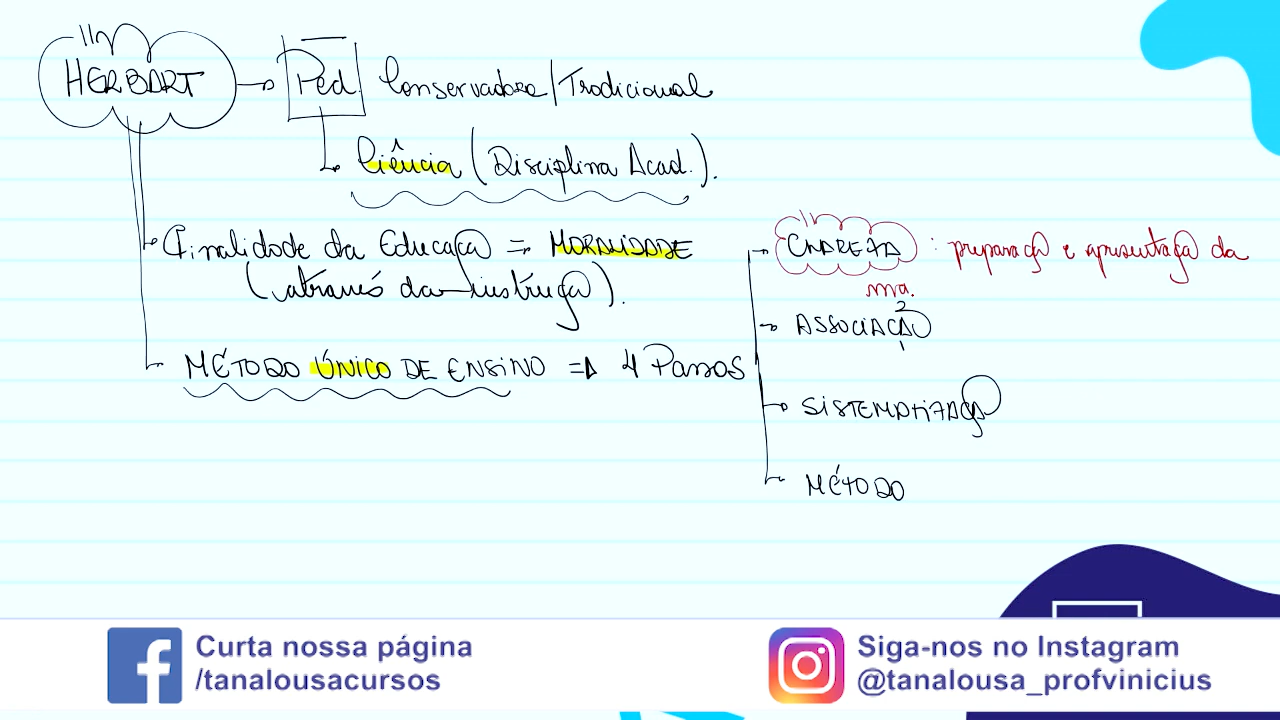 HERBART → Ped. Conservadora/Tradicional
Ciência (Disciplina Acad.).
Finalidade da Educação ⇒ MORALIDADE
(através da instrução).
MÉTODO ÚNICO DE ENSINO ⇒ 4 Passos
CLAREZA : preparação e apresentação da
ma.
ASSOCIAÇÃO
SISTEMATIZAÇÃO
MÉTODO
Curta nossa página
/tanalousacursos
Siga-nos no Instagram
@tanalousa_profvinicius